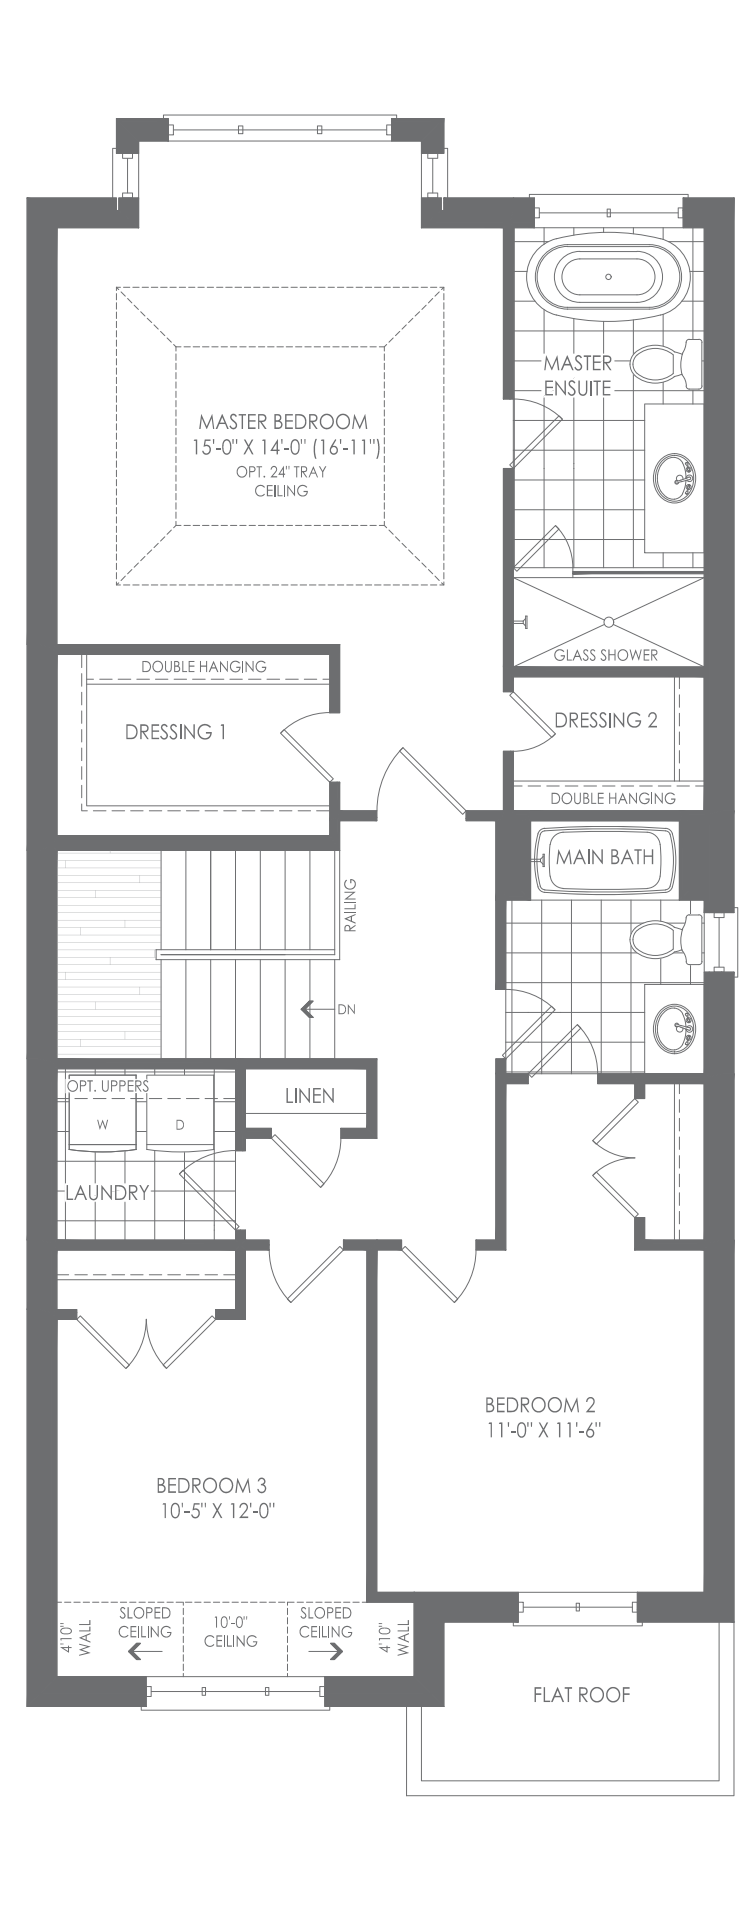 MASTER BEDROOM
15'-0" X 14'-0" (16'-11")
OPT. 24" TRAY
CEILING
MASTER
ENSUITE
GLASS SHOWER
DOUBLE HANGING
DRESSING 1
DRESSING 2
DOUBLE HANGING
MAIN BATH
RAILING
DN
OPT. UPPERS
W
D
LINEN
LAUNDRY
BEDROOM 2
11'-0" X 11'-6"
BEDROOM 3
10'-5" X 12'-0"
4'10"
WALL
SLOPED
CEILING
10'-0"
CEILING
SLOPED
CEILING
4'10"
WALL
FLAT ROOF